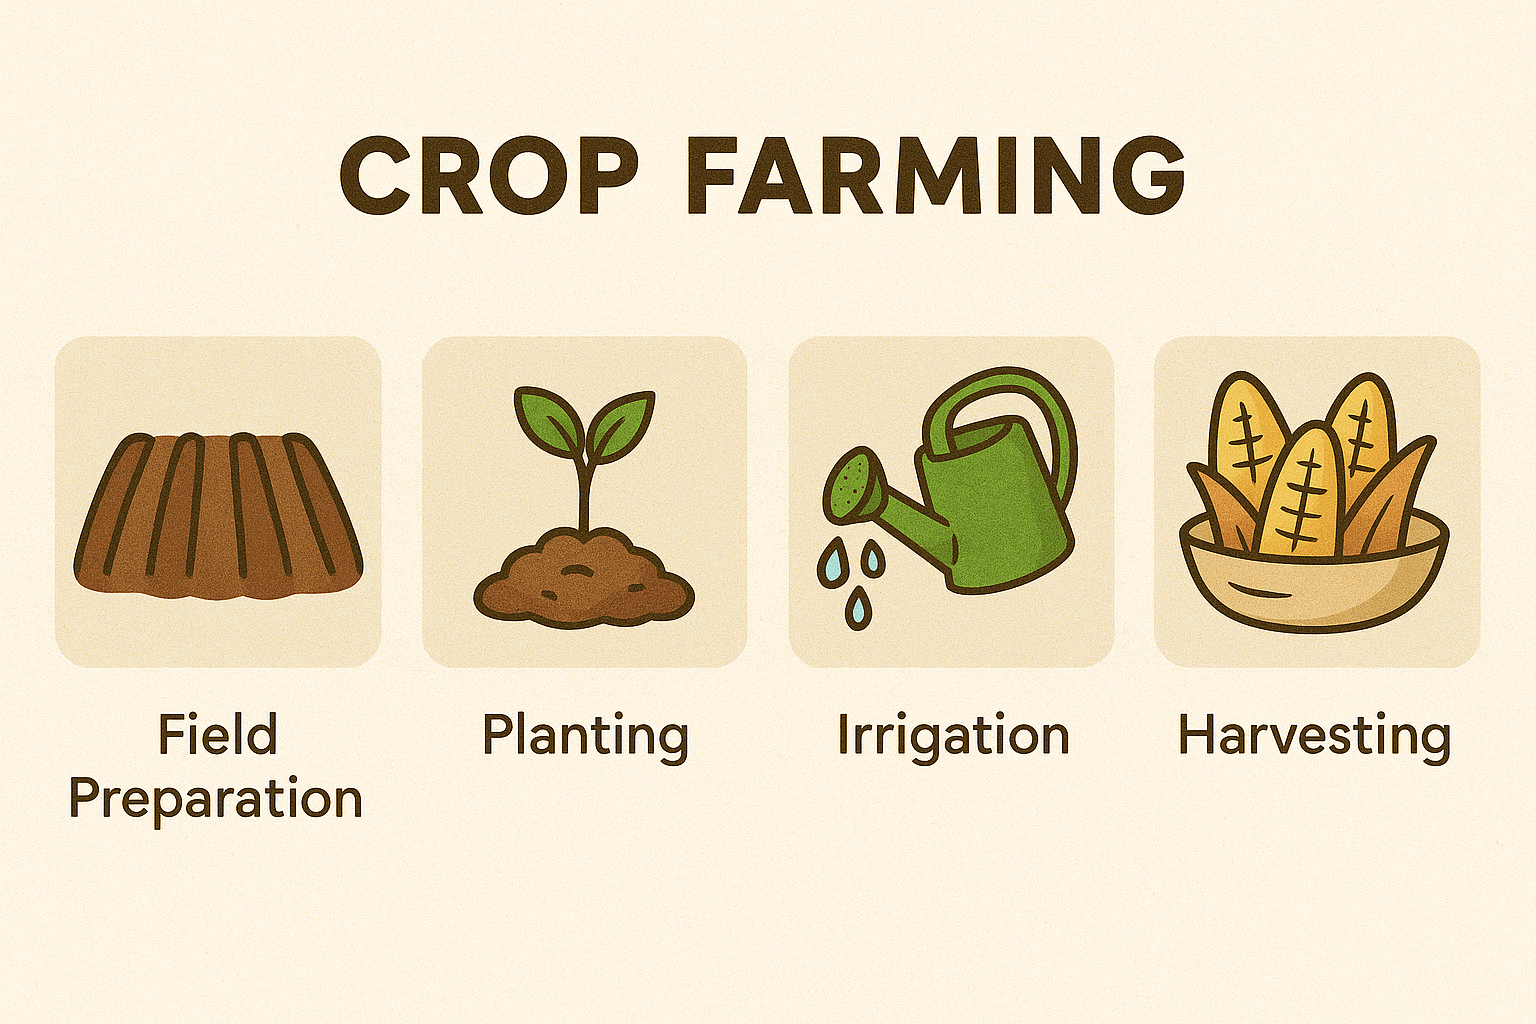 CROP FARMING
Field
Preparation
Planting
Irrigation
Harvesting